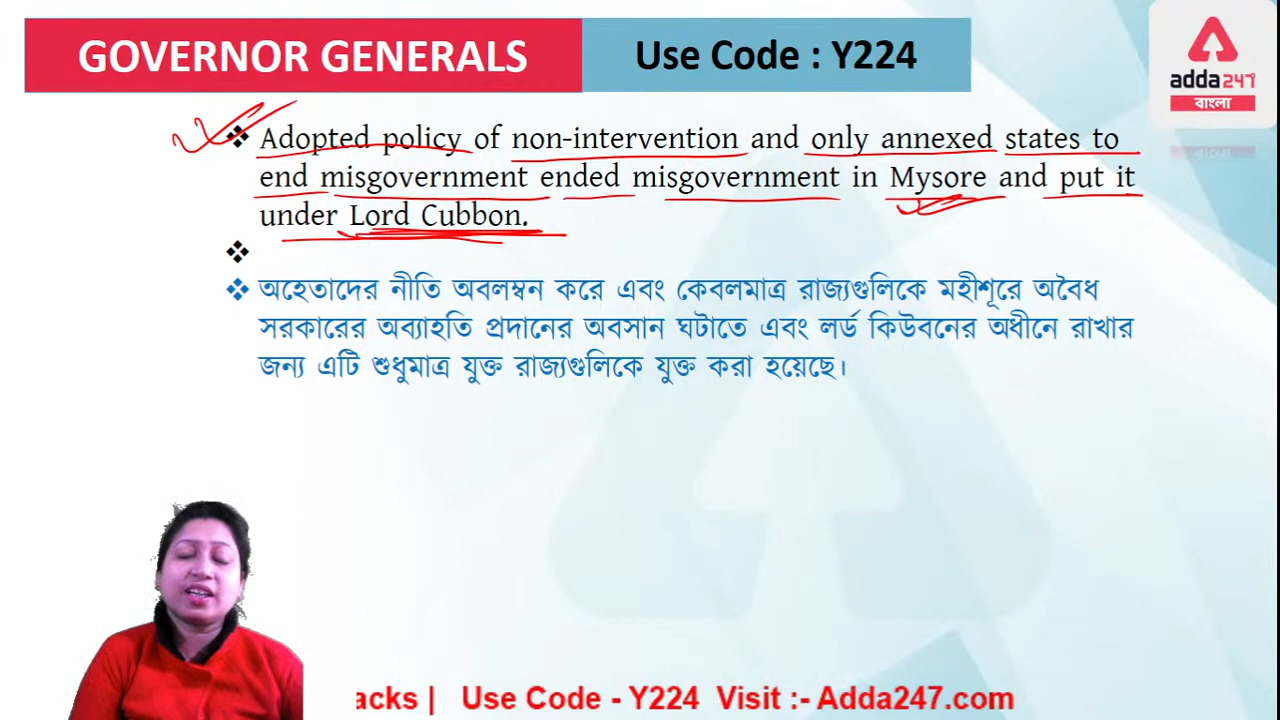 GOVERNOR GENERALS
Use Code : Y224
adda247
বাংলা
Adopted policy of non-intervention and only annexed states to
end misgovernment ended misgovernment in Mysore and put it
under Lord Cubbon.
অহেতাদের নীতি অবলম্বন করে এবং কেবলমাত্র রাজ্যগুলিকে মহীশূরে অবৈধ
সরকারের অব্যাহতি প্রদানের অবসান ঘটাতে এবং লর্ড কিউবনের অধীনে রাখার
জন্য এটি শুধুমাত্র যুক্ত রাজ্যগুলিকে যুক্ত করা হয়েছে।
acks | Use Code - Y224 Visit :- Adda247.com